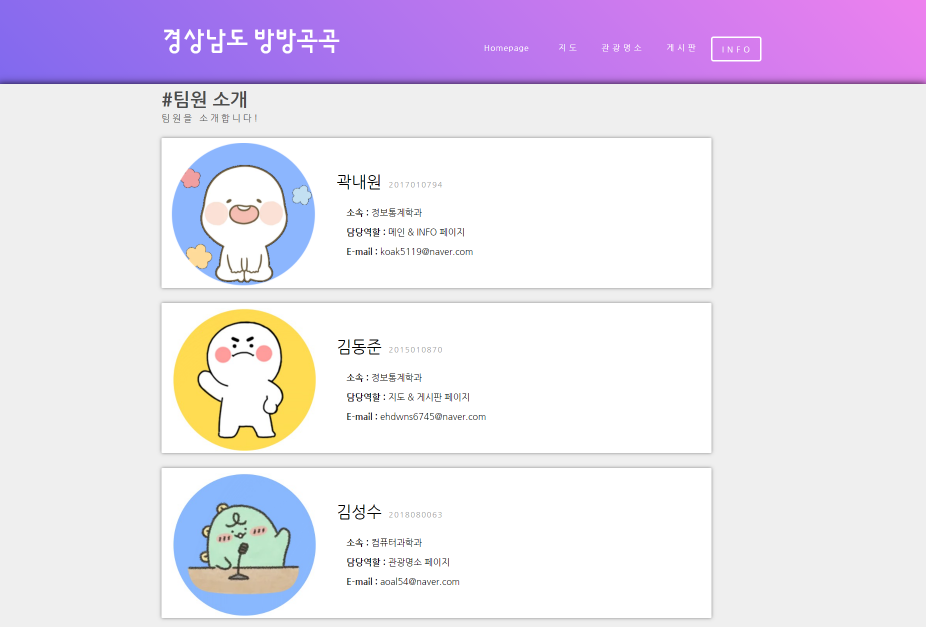 경상남도 방방곡곡
Homepage 지도 관광명소 게시판 INFO
#팀원 소개
팀원을 소개합니다!
곽내원 2017010794
소속 : 정보통계학과
담당역할 : 메인 & INFO 페이지
E-mail : koak5119@naver.com
김동준 2015010870
소속 : 정보통계학과
담당역할 : 지도 & 게시판 페이지
E-mail : ehdwns6745@naver.com
김성수 2018080063
소속 : 컴퓨터과학과
담당역할 : 관광명소 페이지
E-mail : aoal54@naver.com